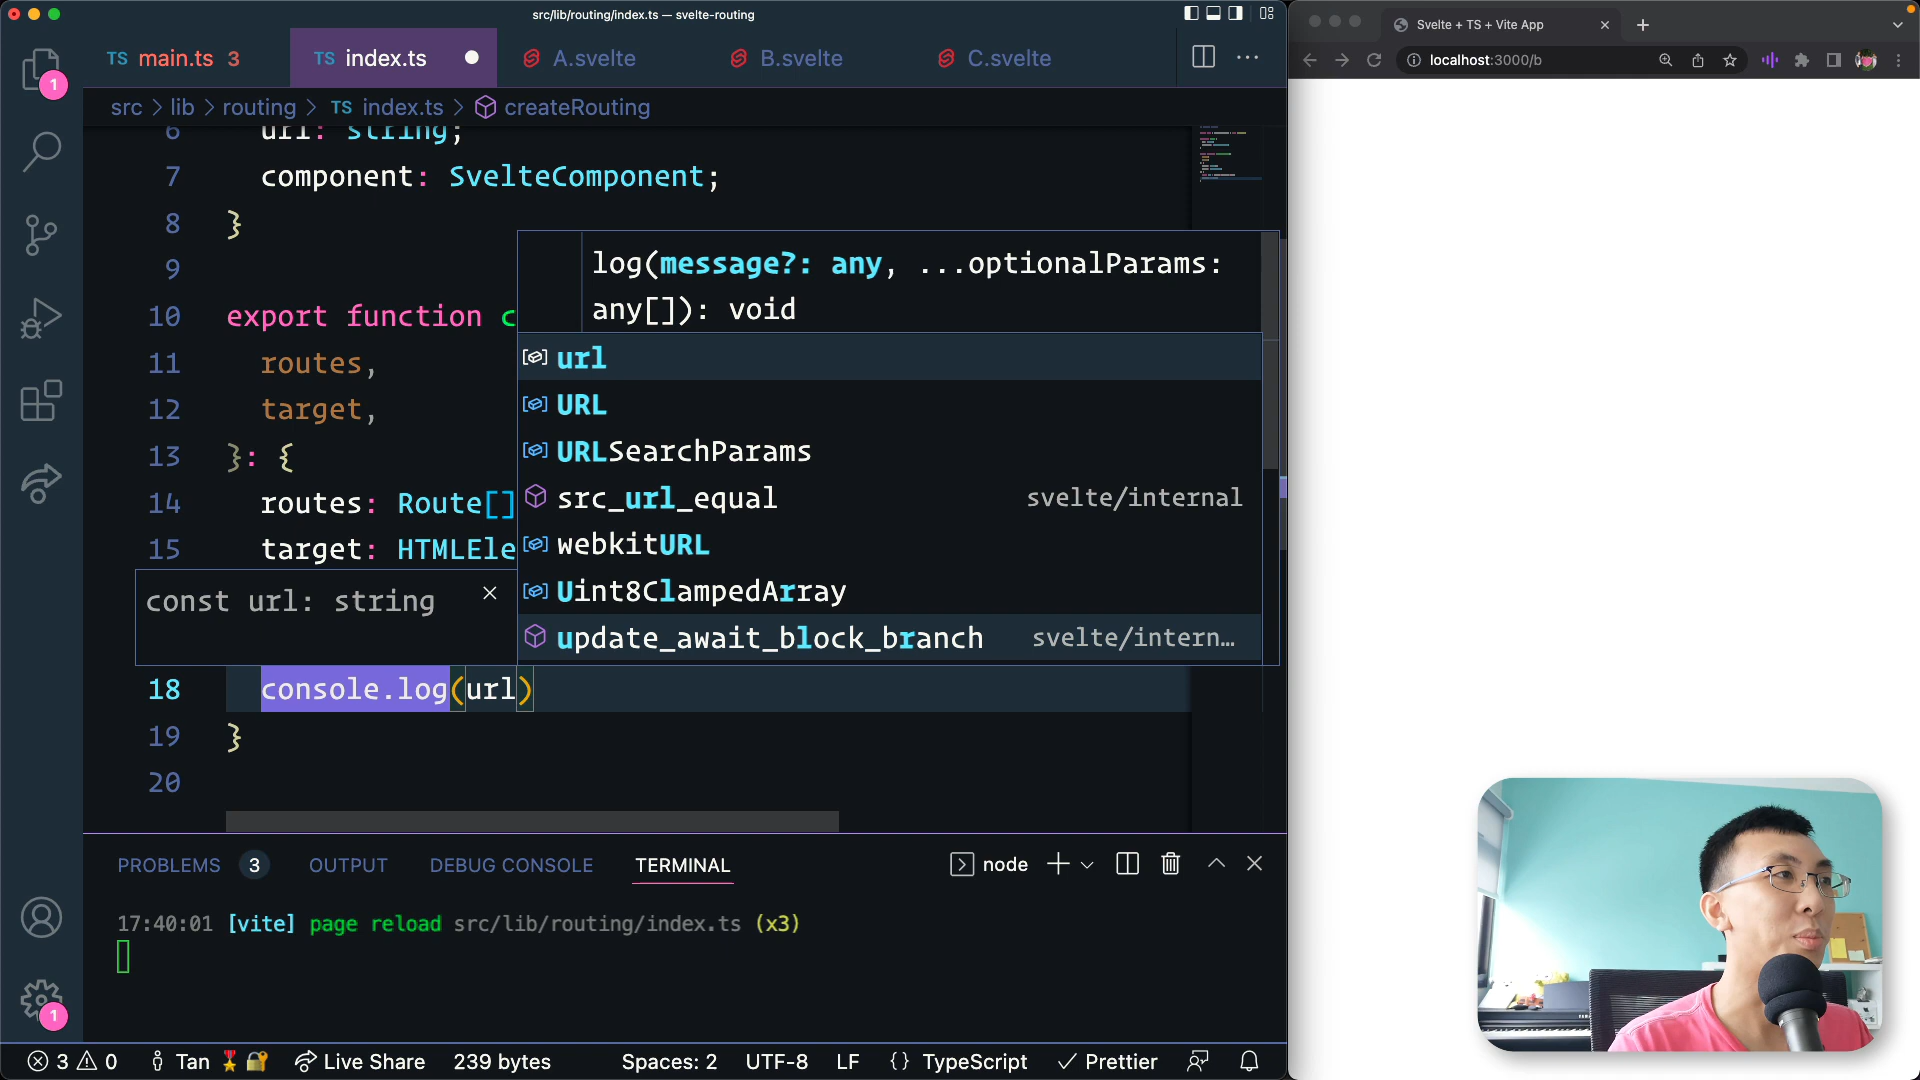 src/lib/routing/index.ts — svelte-routing
Svelte + TS + Vite App
localhost:3000/b
TS main.ts 3
TS index.ts
A.svelte
B.svelte
C.svelte
1
src > lib > routing > TS index.ts > createRouting
6 url: string;
7 component: SvelteComponent;
8 }
9
10 export function c
11 routes,
12 target,
13 }: {
14 routes: Route[]
15 target: HTMLEle
log(message?: any, ...optionalParams:
any[]): void
url
URL
URLSearchParams
src_url_equal svelte/internal
webkitURL
Uint8ClampedArray
update_await_block_branch svelte/intern…
const url: string
18 console.log(url)
19 }
20
PROBLEMS 3 OUTPUT DEBUG CONSOLE TERMINAL
node
17:40:01 [vite] page reload src/lib/routing/index.ts (x3)
1
3 0 Tan Live Share 239 bytes Spaces: 2 UTF-8 LF {} TypeScript Prettier